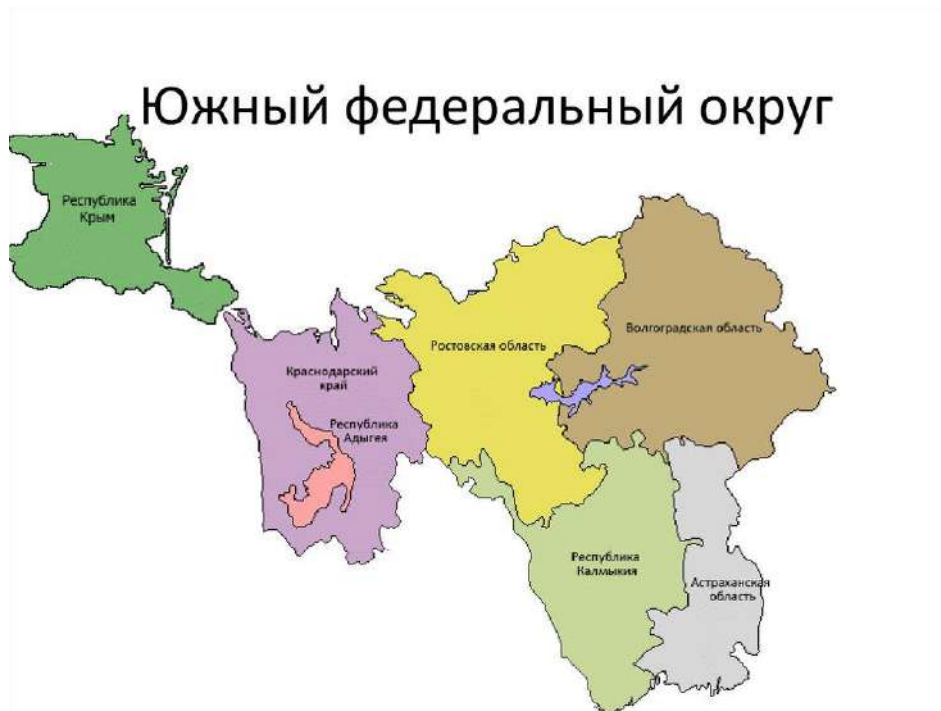 Южный федеральный округ
Республика
Крым
Волгоградская область
Ростовская область
Краснодарский
край
Республика
Адыгея
Республика
Калмыкия
Астраханская
область